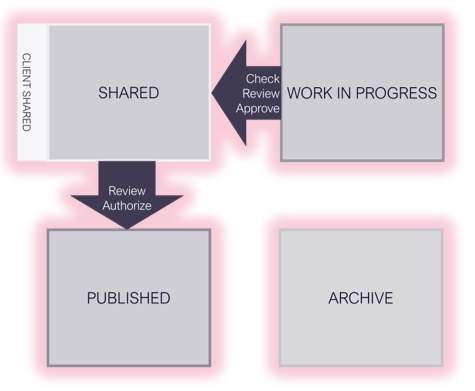 CLIENT SHARED
SHARED
Check
Review
Approve
WORK IN PROGRESS
Review
Authorize
PUBLISHED
ARCHIVE